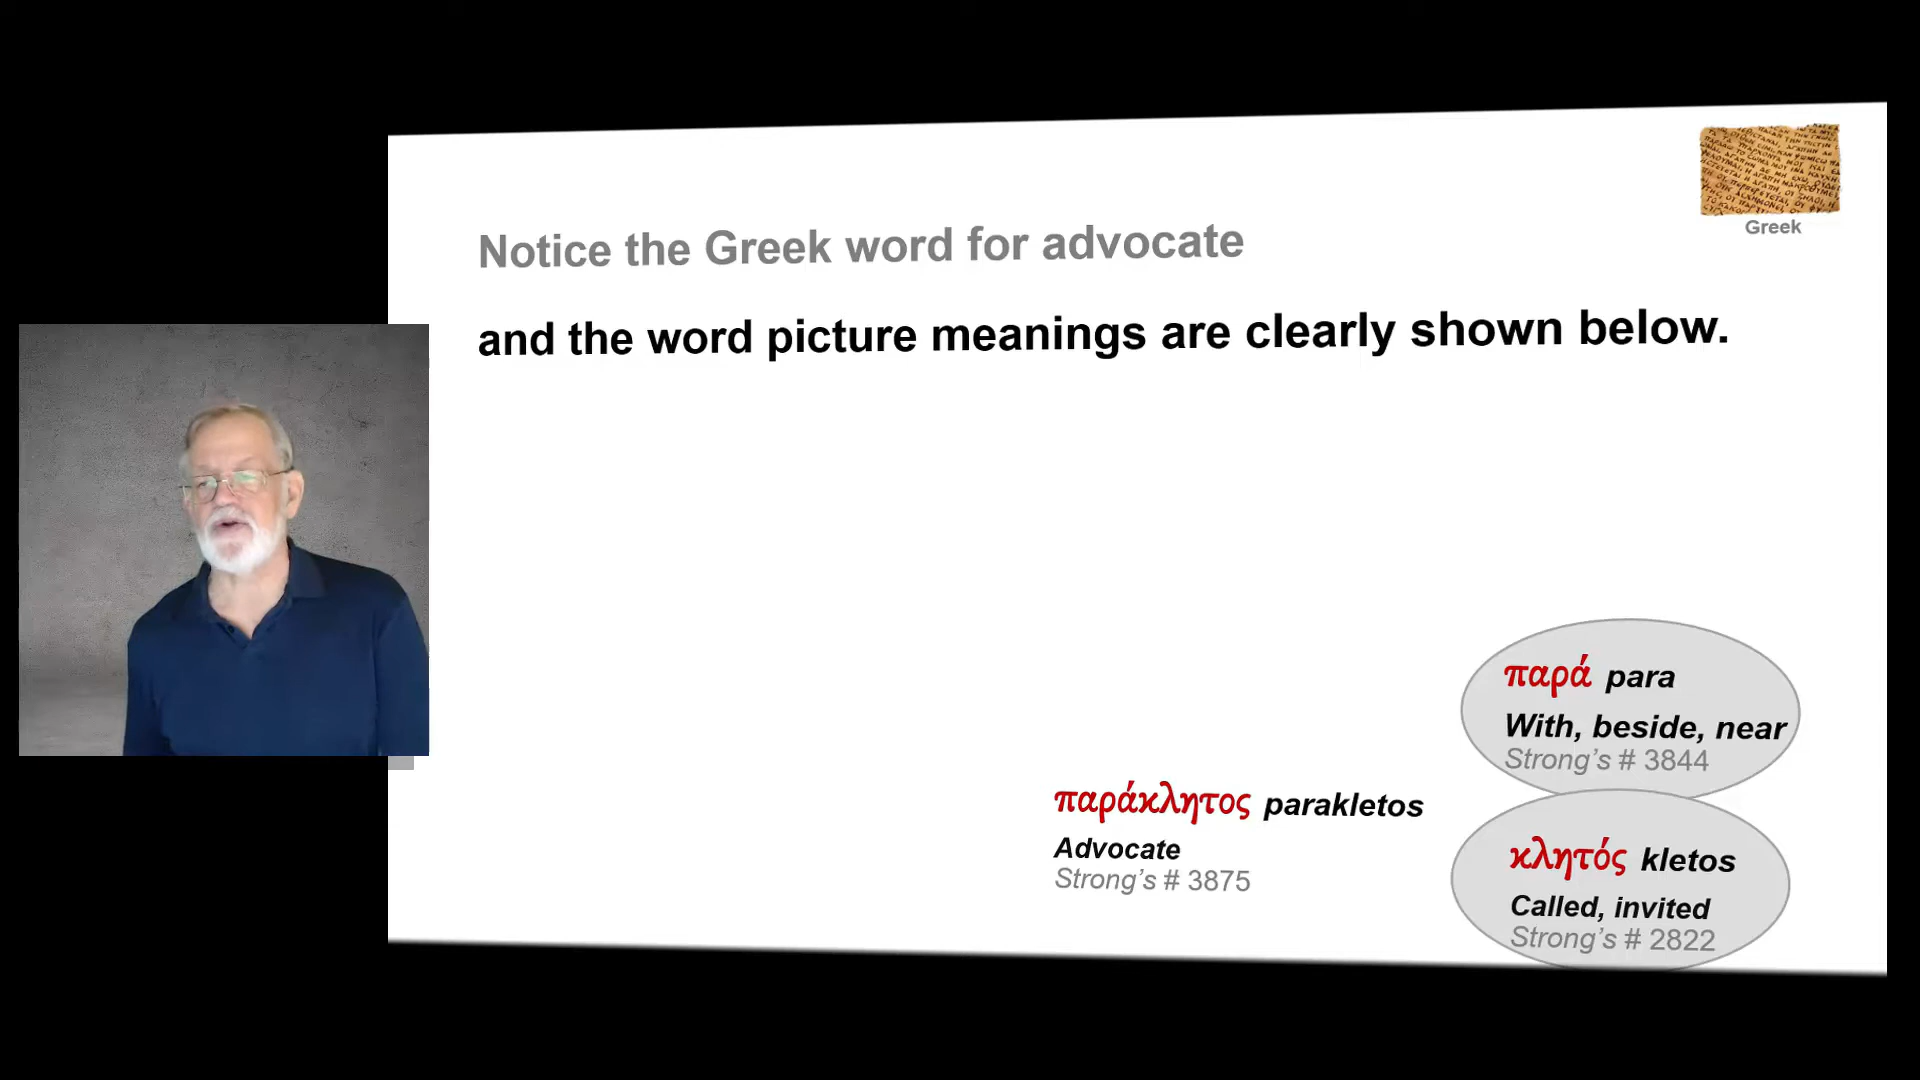 Greek
Notice the Greek word for advocate
and the word picture meanings are clearly shown below.
παρά para
With, beside, near
Strong's # 3844
παράκλητος parakletos
Advocate
Strong's # 3875
κλητός kletos
Called, invited
Strong's # 2822